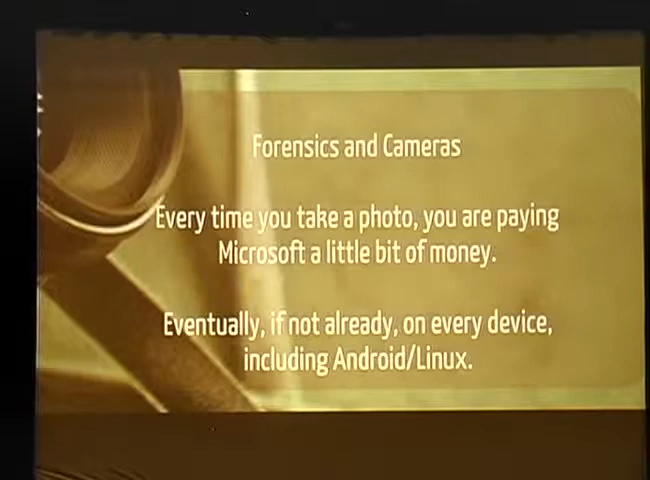 Forensics and Cameras
Every time you take a photo, you are paying
Microsoft a little bit of money.
Eventually, if not already, on every device,
including Android/Linux.